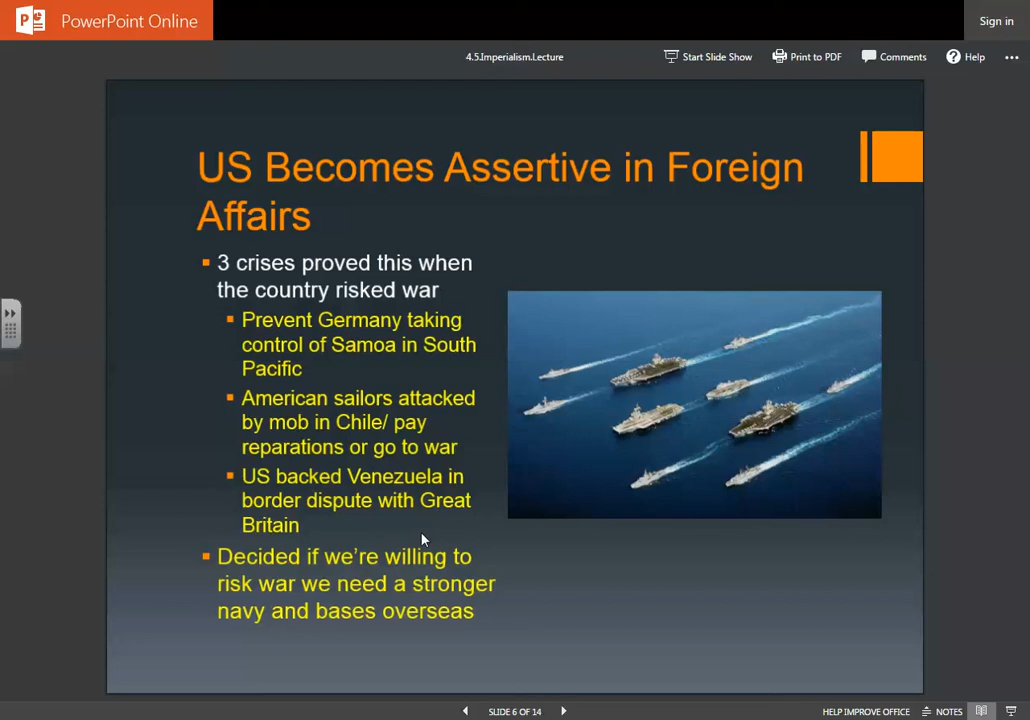 PowerPoint Online
Sign in
4.5.Imperialism.Lecture
Start Slide Show
Print to PDF
Comments
Help
US Becomes Assertive in Foreign
Affairs
3 crises proved this when
the country risked war
Prevent Germany taking
control of Samoa in South
Pacific
American sailors attacked
by mob in Chile/ pay
reparations or go to war
US backed Venezuela in
border dispute with Great
Britain
Decided if we’re willing to
risk war we need a stronger
navy and bases overseas
SLIDE 6 OF 14
HELP IMPROVE OFFICE
NOTES